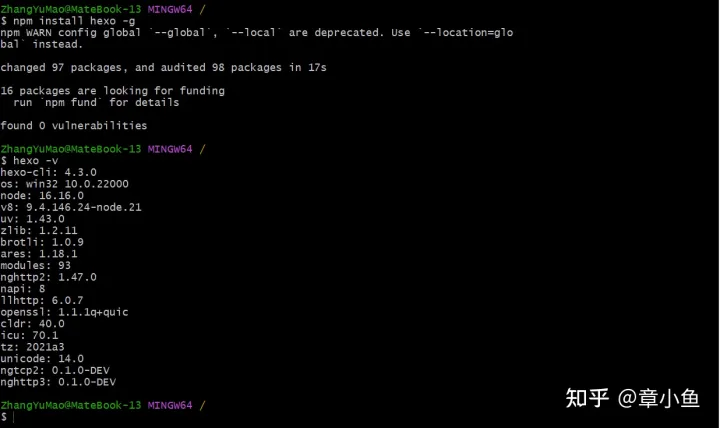 ZhangYuMao@MateBook-13 MINGW64 /
$ npm install hexo -g
npm WARN config global `--global`, `--local` are deprecated. Use `--location=glo
bal` instead.
changed 97 packages, and audited 98 packages in 17s
16 packages are looking for funding
  run `npm fund` for details
found 0 vulnerabilities
ZhangYuMao@MateBook-13 MINGW64 /
$ hexo -v
hexo-cli: 4.3.0
os: win32 10.0.22000
node: 16.16.0
v8: 9.4.146.24-node.21
uv: 1.43.0
zlib: 1.2.11
brotli: 1.0.9
ares: 1.18.1
modules: 93
nghttp2: 1.47.0
napi: 8
llhttp: 6.0.7
openssl: 1.1.1q+quic
cldr: 40.0
icu: 70.1
tz: 2021a3
unicode: 14.0
ngtcp2: 0.1.0-DEV
nghttp3: 0.1.0-DEV
ZhangYuMao@MateBook-13 MINGW64 /
$
知乎 @章小鱼